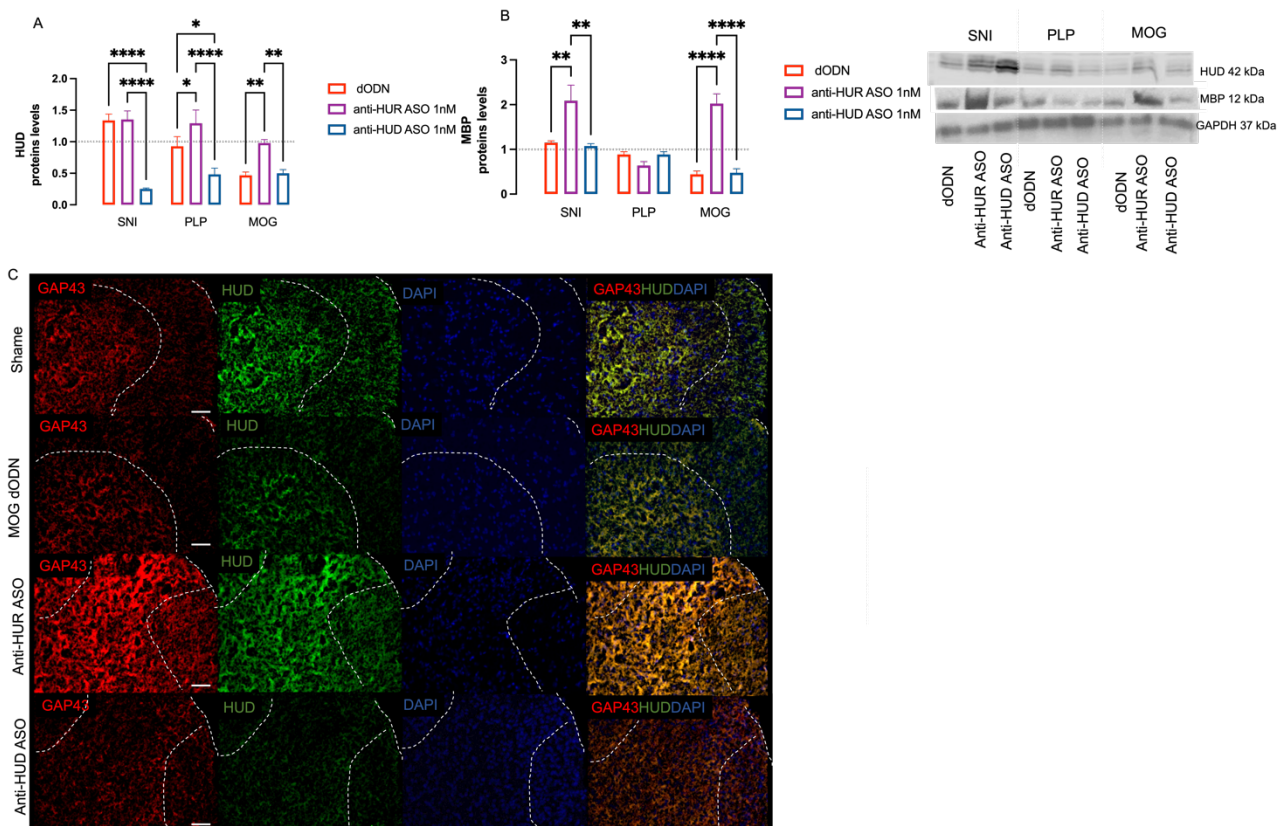 A
HUD
proteins levels
2.0
1.5
1.0
0.5
0.0
**** **** * * **** ** **
SNI PLP MOG
dODN
anti-HUR ASO 1nM
anti-HUD ASO 1nM
B
MBP
proteins levels
3
2
1
0
** ** **** ****
SNI PLP MOG
dODN
anti-HUR ASO 1nM
anti-HUD ASO 1nM
SNI PLP MOG
HUD 42 kDa
MBP 12 kDa
GAPDH 37 kDa
dODN
Anti-HUR ASO
Anti-HUD ASO
dODN
Anti-HUR ASO
Anti-HUD ASO
dODN
Anti-HUR ASO
Anti-HUD ASO
C
Shame
GAP43 HUD DAPI GAP43HUDDAPI
MOG dODN
GAP43 HUD DAPI GAP43HUDDAPI
Anti-HUR ASO
GAP43 HUD DAPI GAP43HUDDAPI
Anti-HUD ASO
GAP43 HUD DAPI GAP43HUDDAPI